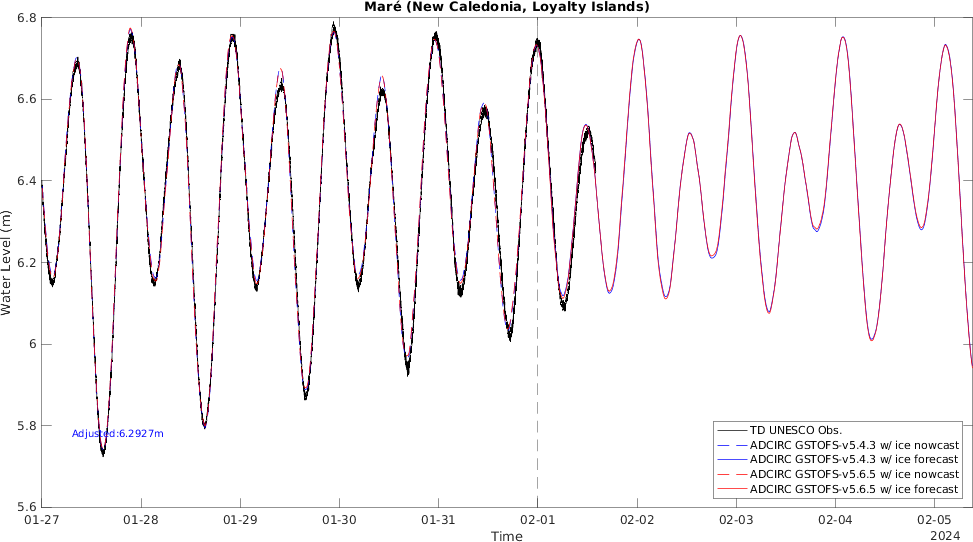 Maré (New Caledonia, Loyalty Islands)
6.8
6.6
6.4
6.2
6
5.8
5.6
Water Level (m)
Adjusted:6.2927m
TD UNESCO Obs.
ADCIRC GSTOFS-v5.4.3 w/ ice nowcast
ADCIRC GSTOFS-v5.4.3 w/ ice forecast
ADCIRC GSTOFS-v5.6.5 w/ ice nowcast
ADCIRC GSTOFS-v5.6.5 w/ ice forecast
01-27 01-28 01-29 01-30 01-31 02-01 02-02 02-03 02-04 02-05
Time
2024